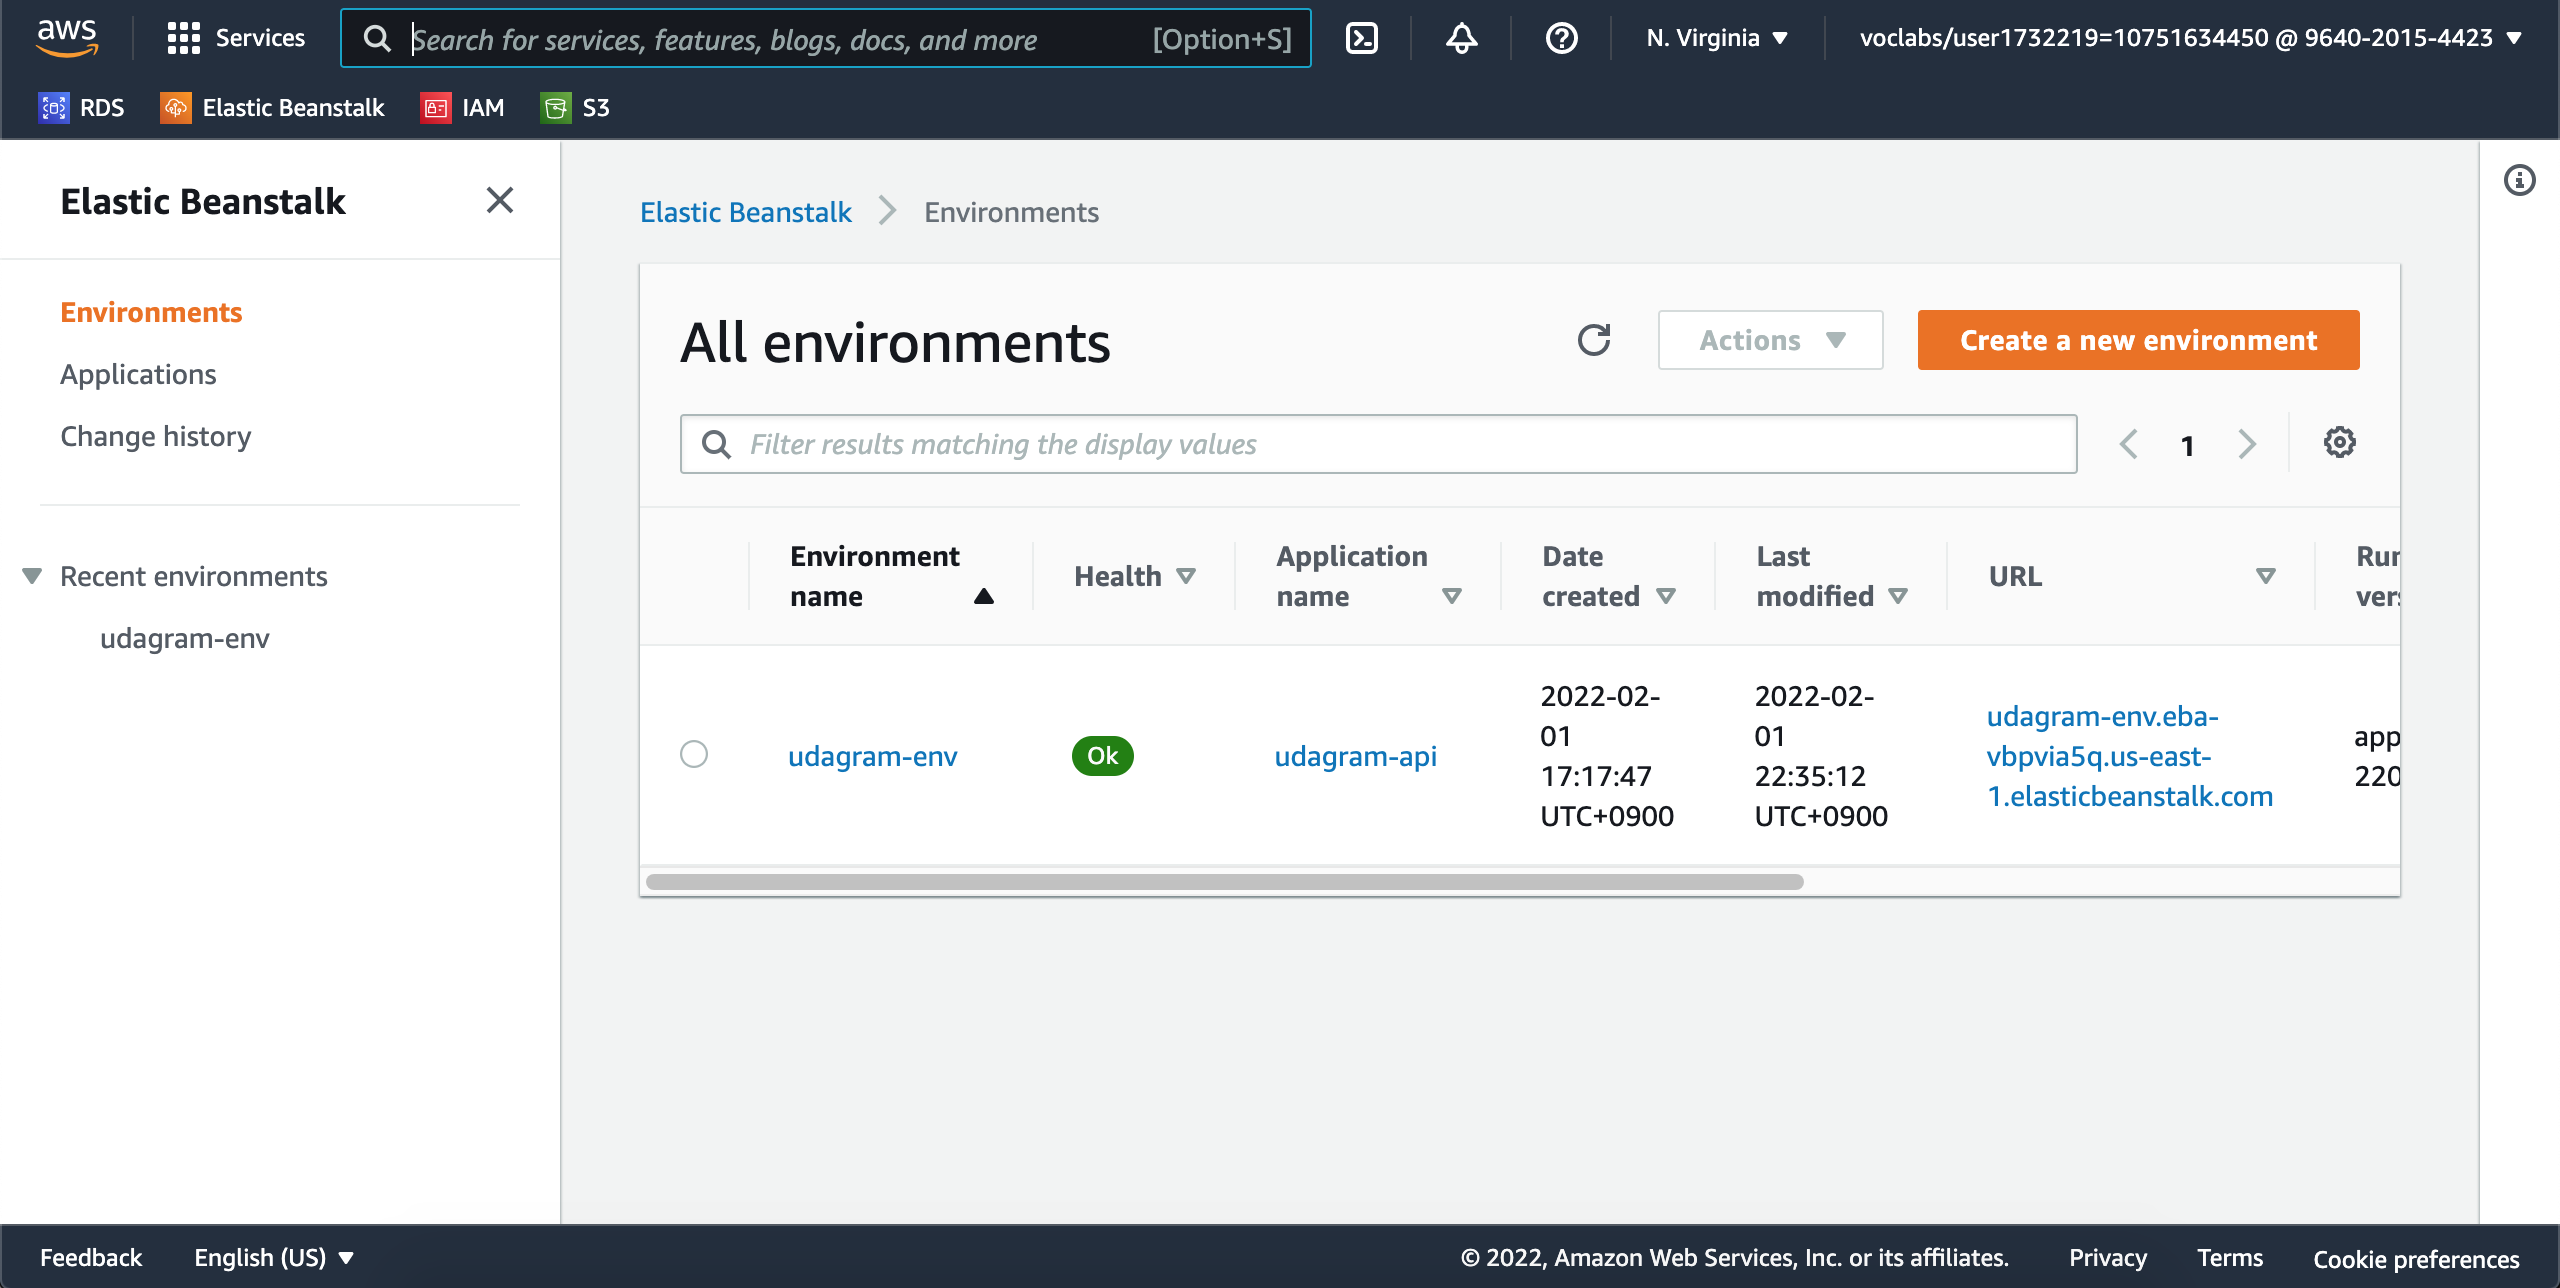 aws
Services
Search for services, features, blogs, docs, and more
[Option+S]
N. Virginia
voclabs/user1732219=10751634450 @ 9640-2015-4423
RDS
Elastic Beanstalk
IAM
S3
Elastic Beanstalk
Environments
Applications
Change history
Recent environments
udagram-env
Elastic Beanstalk
Environments
All environments
Actions
Create a new environment
Filter results matching the display values
1
Environment
name
Health
Application
name
Date
created
Last
modified
URL
udagram-env
Ok
udagram-api
2022-02-
01
17:17:47
UTC+0900
2022-02-
01
22:35:12
UTC+0900
udagram-env.eba-
vbpvia5q.us-east-
1.elasticbeanstalk.com
app
220
Feedback
English (US)
© 2022, Amazon Web Services, Inc. or its affiliates.
Privacy
Terms
Cookie preferences